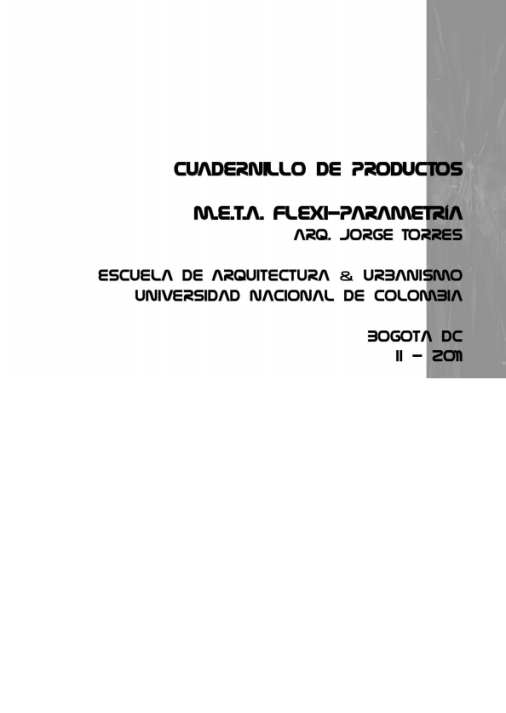 CUADERNILLO DE PRODUCTOS
M.E.T.A. FLEXI-PARAMETRÍA
ARQ. JORGE TORRES
ESCUELA DE ARQUITECTURA & URBANISMO
UNIVERSIDAD NACIONAL DE COLOMBIA
BOGOTA DC
II - 2011